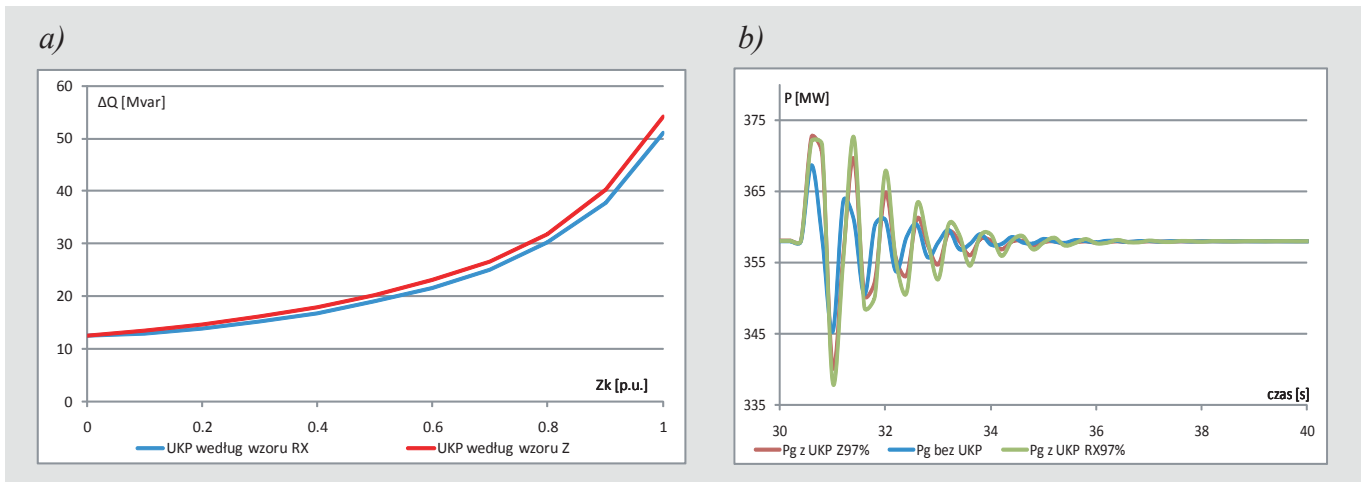 a)
ΔQ [Mvar]
60
50
40
30
20
10
0
Zk [p.u.]
0 0.2 0.4 0.6 0.8 1
UKP według wzoru RX UKP według wzoru Z
b)
P [MW]
375
365
355
345
335
czas [s]
30 32 34 36 38 40
Pg z UKP Z97% Pg bez UKP Pg z UKP RX97%